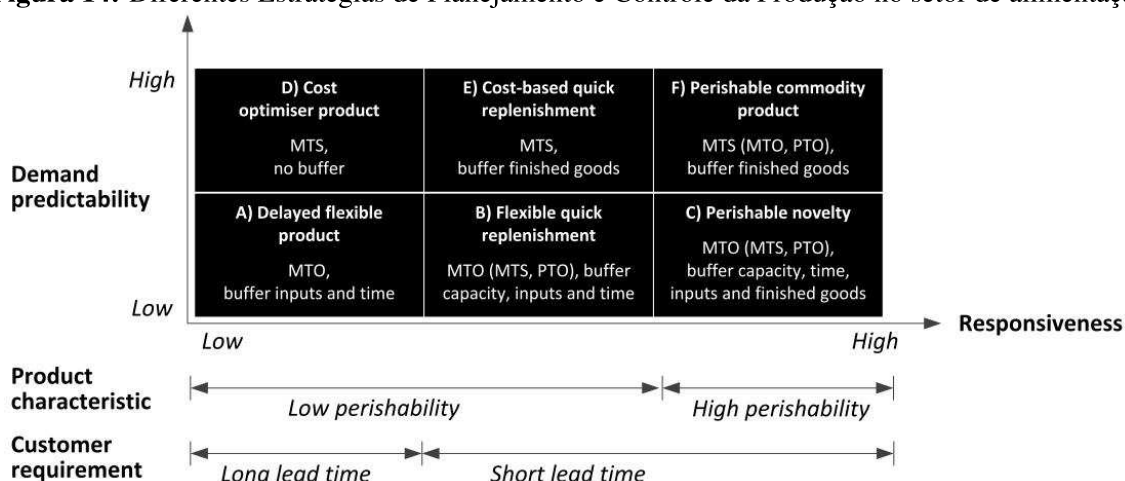 Figura 14. Diferentes Estratégias de Planejamento e Controle da Produção no setor de
High
D) Cost
optimiser product
MTS,
no buffer
E) Cost-based quick
replenishment
MTS,
buffer finished goods
F) Perishable commodity
product
MTS (MTO, PTO),
buffer finished goods
Demand
predictability
A) Delayed flexible
product
MTO,
buffer inputs and time
B) Flexible quick
replenishment
MTO (MTS, PTO), buffer
capacity, inputs and time
C) Perishable novelty
MTO (MTS, PTO),
buffer capacity, time,
inputs and finished goods
Low
Low
High
Responsiveness
Product
characteristic
Low perishability
High perishability
Customer
requirement
Long lead time
Short lead time